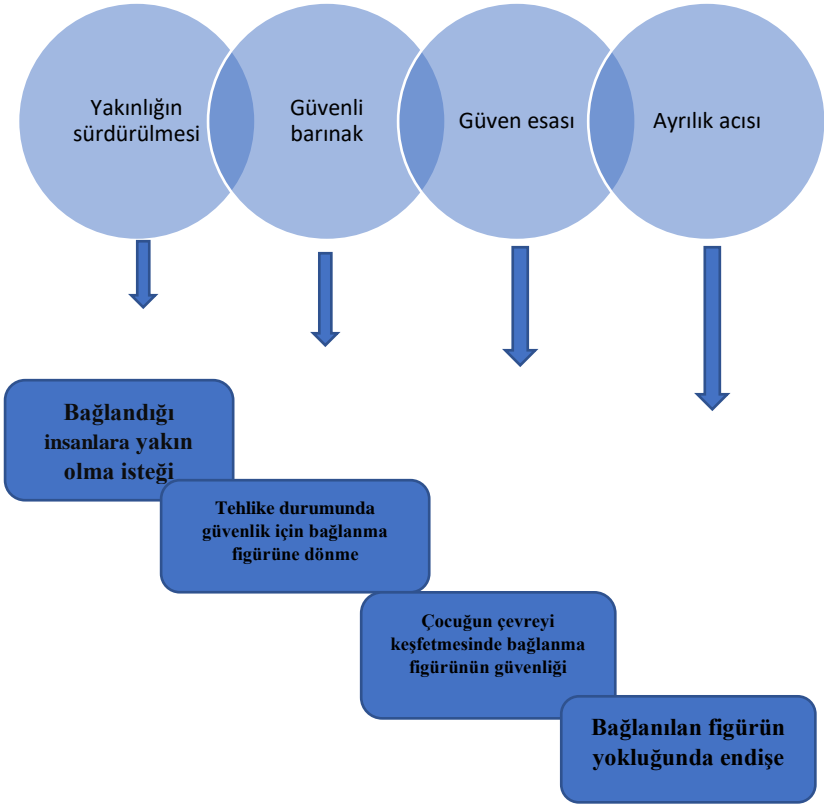 Yakınlığın
sürdürülmesi
Güvenli
barınak
Güven esası
Ayrılık acısı
Bağlandığı
insanlara yakın
olma isteği
Tehlike durumunda
güvenlik için bağlanma
figürüne dönme
Çocuğun çevreyi
keşfetmesinde bağlanma
figürünün güvenliği
Bağlanılan figürün
yokluğunda endişe